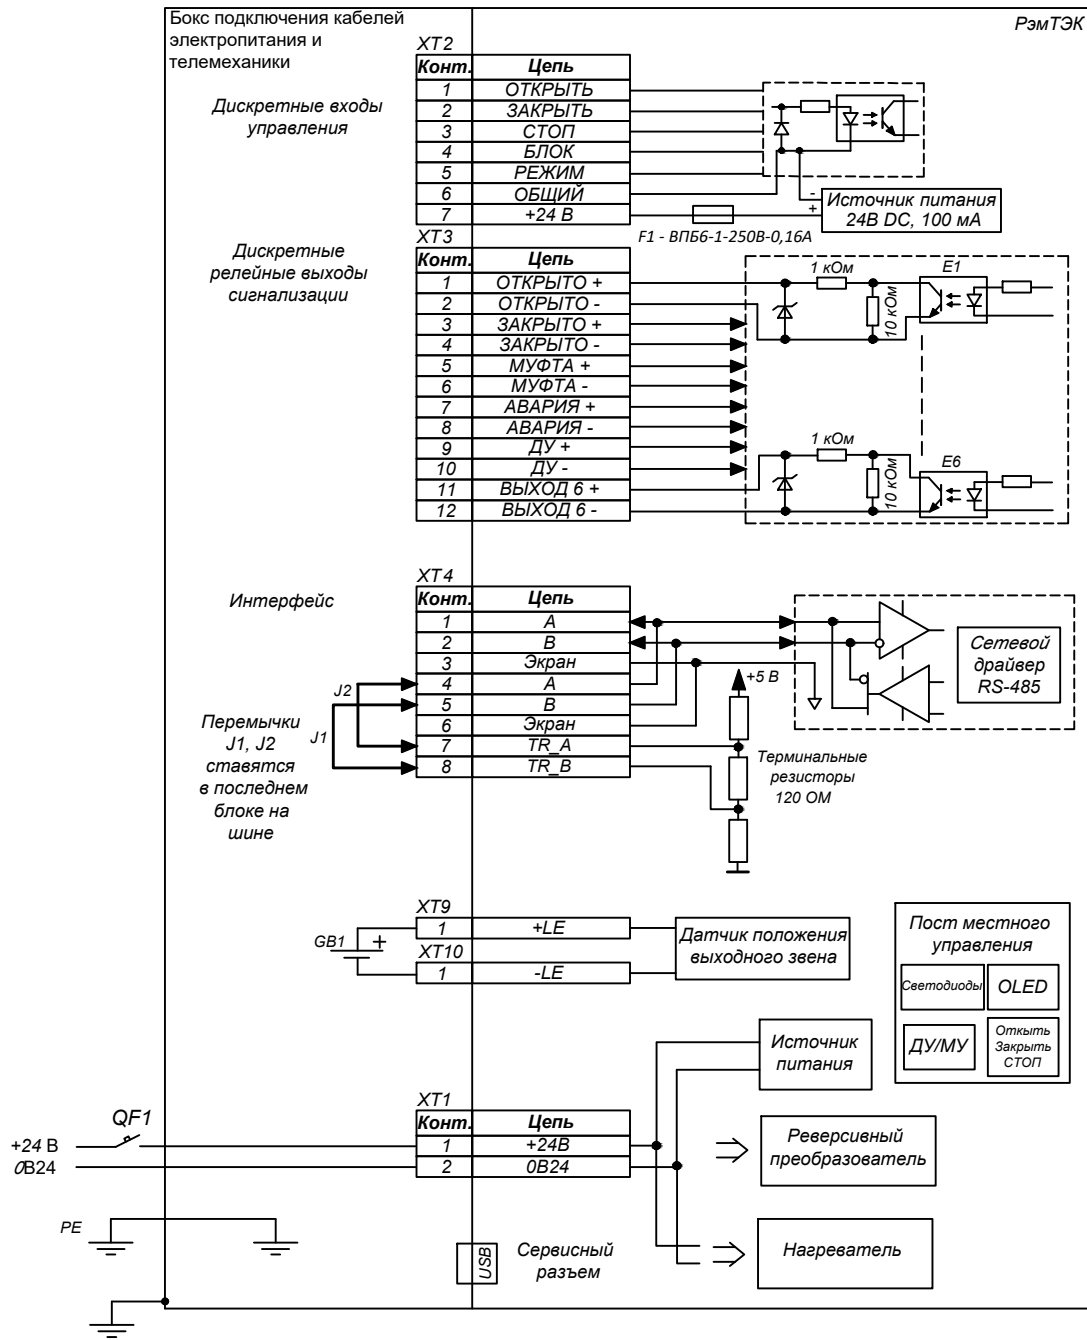 Бокс подключения кабелей
электропитания и
телемеханики
РэмТЭК
Дискретные входы
управления
XT2
Конт. Цепь
1 ОТКРЫТЬ
2 ЗАКРЫТЬ
3 СТОП
4 БЛОК
5 РЕЖИМ
6 ОБЩИЙ
7 +24 В
-
+
Источник питания
24В DC, 100 мА
F1 - ВПБ6-1-250В-0,16А
Дискретные
релейные выходы
сигнализации
XT3
Конт. Цепь
1 ОТКРЫТО +
2 ОТКРЫТО -
3 ЗАКРЫТО +
4 ЗАКРЫТО -
5 МУФТА +
6 МУФТА -
7 АВАРИЯ +
8 АВАРИЯ -
9 ДУ +
10 ДУ -
11 ВЫХОД 6 +
12 ВЫХОД 6 -
1 кОм
10 кОм
E1
1 кОм
10 кОм
E6
Интерфейс
XT4
Конт. Цепь
1 A
2 B
3 Экран
4 A
5 B
6 Экран
7 TR_A
8 TR_B
J2
J1
Перемычки
J1, J2
ставятся
в последнем
блоке на
шине
+5 В
Терминальные
резисторы
120 ОМ
Сетевой
драйвер
RS-485
GB1
+
XT9
1 +LE
XT10
1 -LE
Датчик положения
выходного звена
Пост местного
управления
Светодиоды
OLED
ДУ/МУ
Откыть
Закрыть
СТОП
Источник
питания
QF1
+24 В
0В24
XT1
Конт. Цепь
1 +24В
2 0В24
Реверсивный
преобразователь
PE
USB
Сервисный
разъем
Нагреватель